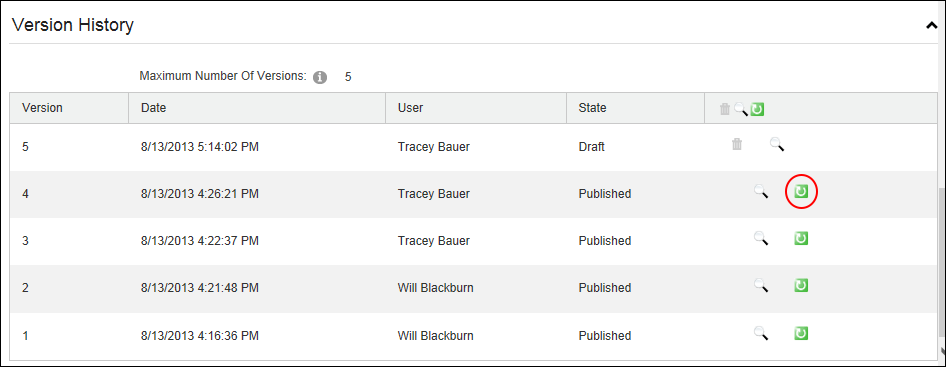 Version History
Maximum Number Of Versions: 5
Version Date User State
5 8/13/2013 5:14:02 PM Tracey Bauer Draft
4 8/13/2013 4:26:21 PM Tracey Bauer Published
3 8/13/2013 4:22:37 PM Tracey Bauer Published
2 8/13/2013 4:21:48 PM Will Blackburn Published
1 8/13/2013 4:16:36 PM Will Blackburn Published